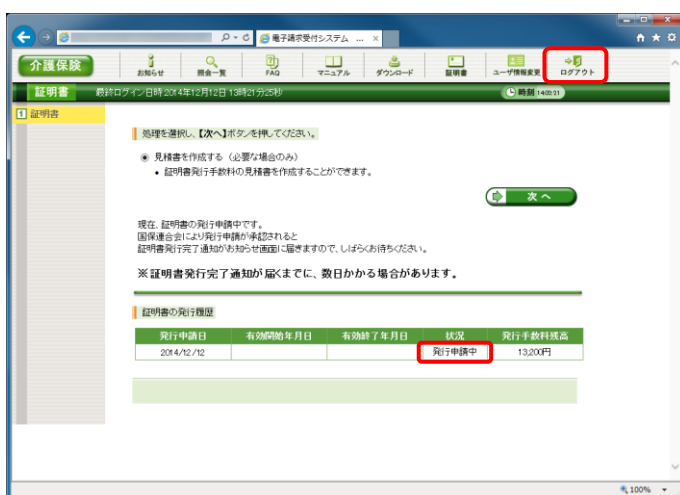 電子請求受付システム ...
介護保険
お知らせ 照会一覧 FAQ マニュアル ダウンロード 証明書 ユーザ情報変更 ログアウト
証明書 最終ログイン日時:2014年12月12日 13時21分25秒 時刻 14:09:21
1 証明書
処理を選択し、【次へ】ボタンを押してください。
見積書を作成する（必要な場合のみ）
• 証明書発行手数料の見積書を作成することができます。
次 へ
現在、証明書の発行申請中です。
国保連合会により発行申請が承認されると
証明書発行完了通知がお知らせ画面に届きますので、しばらくお待ちください。
※証明書発行完了通知が届くまでに、数日かかる場合があります。
証明書の発行履歴
発行申請日 有効開始年月日 有効終了年月日 状況 発行手数料残高
2014/12/12 発行申請中 13,200円
100%